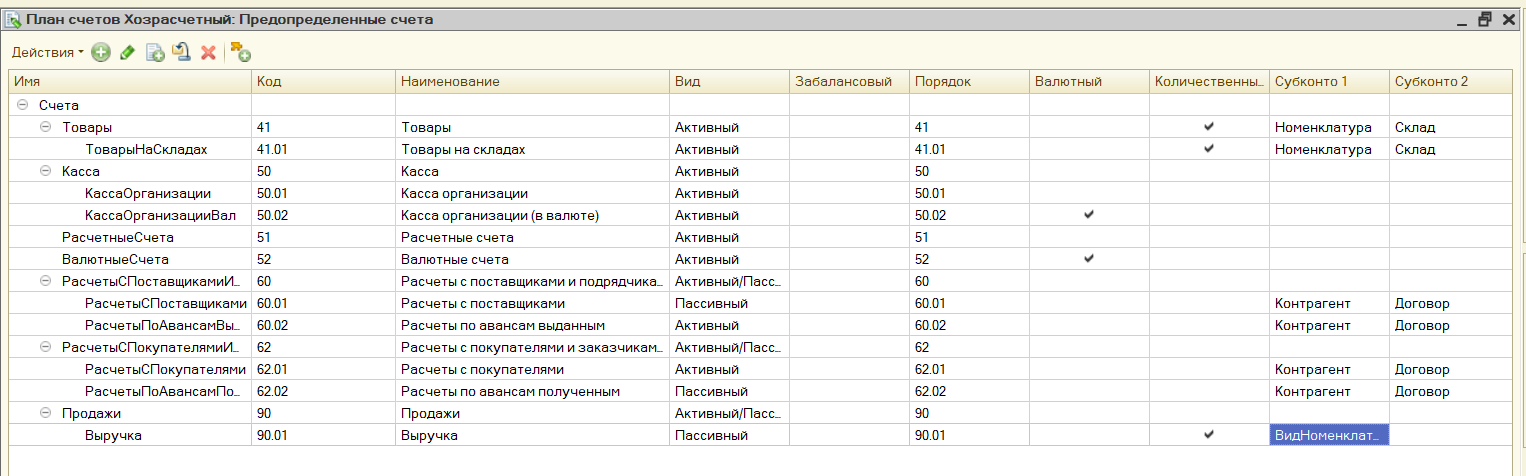 План счетов Хозрасчетный: Предопределенные счета
Действия
Имя Код Наименование Вид Забалансовый Порядок Валютный Количественны... Субконто 1 Субконто 2
Счета
Товары 41 Товары Активный 41 Номенклатура Склад
ТоварыНаСкладах 41.01 Товары на складах Активный 41.01 Номенклатура Склад
Касса 50 Касса Активный 50
КассаОрганизации 50.01 Касса организации Активный 50.01
КассаОрганизацииВал 50.02 Касса организации (в валюте) Активный 50.02
РасчетныеСчета 51 Расчетные счета Активный 51
ВалютныеСчета 52 Валютные счета Активный 52
РасчетыСПоставщикамиИ... 60 Расчеты с поставщиками и подрядчика... Активный/Пасс... 60
РасчетыСПоставщиками 60.01 Расчеты с поставщиками Пассивный 60.01 Контрагент Договор
РасчетыПоАвансамВы... 60.02 Расчеты по авансам выданным Активный 60.02 Контрагент Договор
РасчетыСПокупателямиИ... 62 Расчеты с покупателями и заказчикам... Активный/Пасс... 62
РасчетыСПокупателями 62.01 Расчеты с покупателями Активный 62.01 Контрагент Договор
РасчетыПоАвансамПо... 62.02 Расчеты по авансам полученным Пассивный 62.02 Контрагент Договор
Продажи 90 Продажи Активный/Пасс... 90
Выручка 90.01 Выручка Пассивный 90.01 ВидНоменклат...